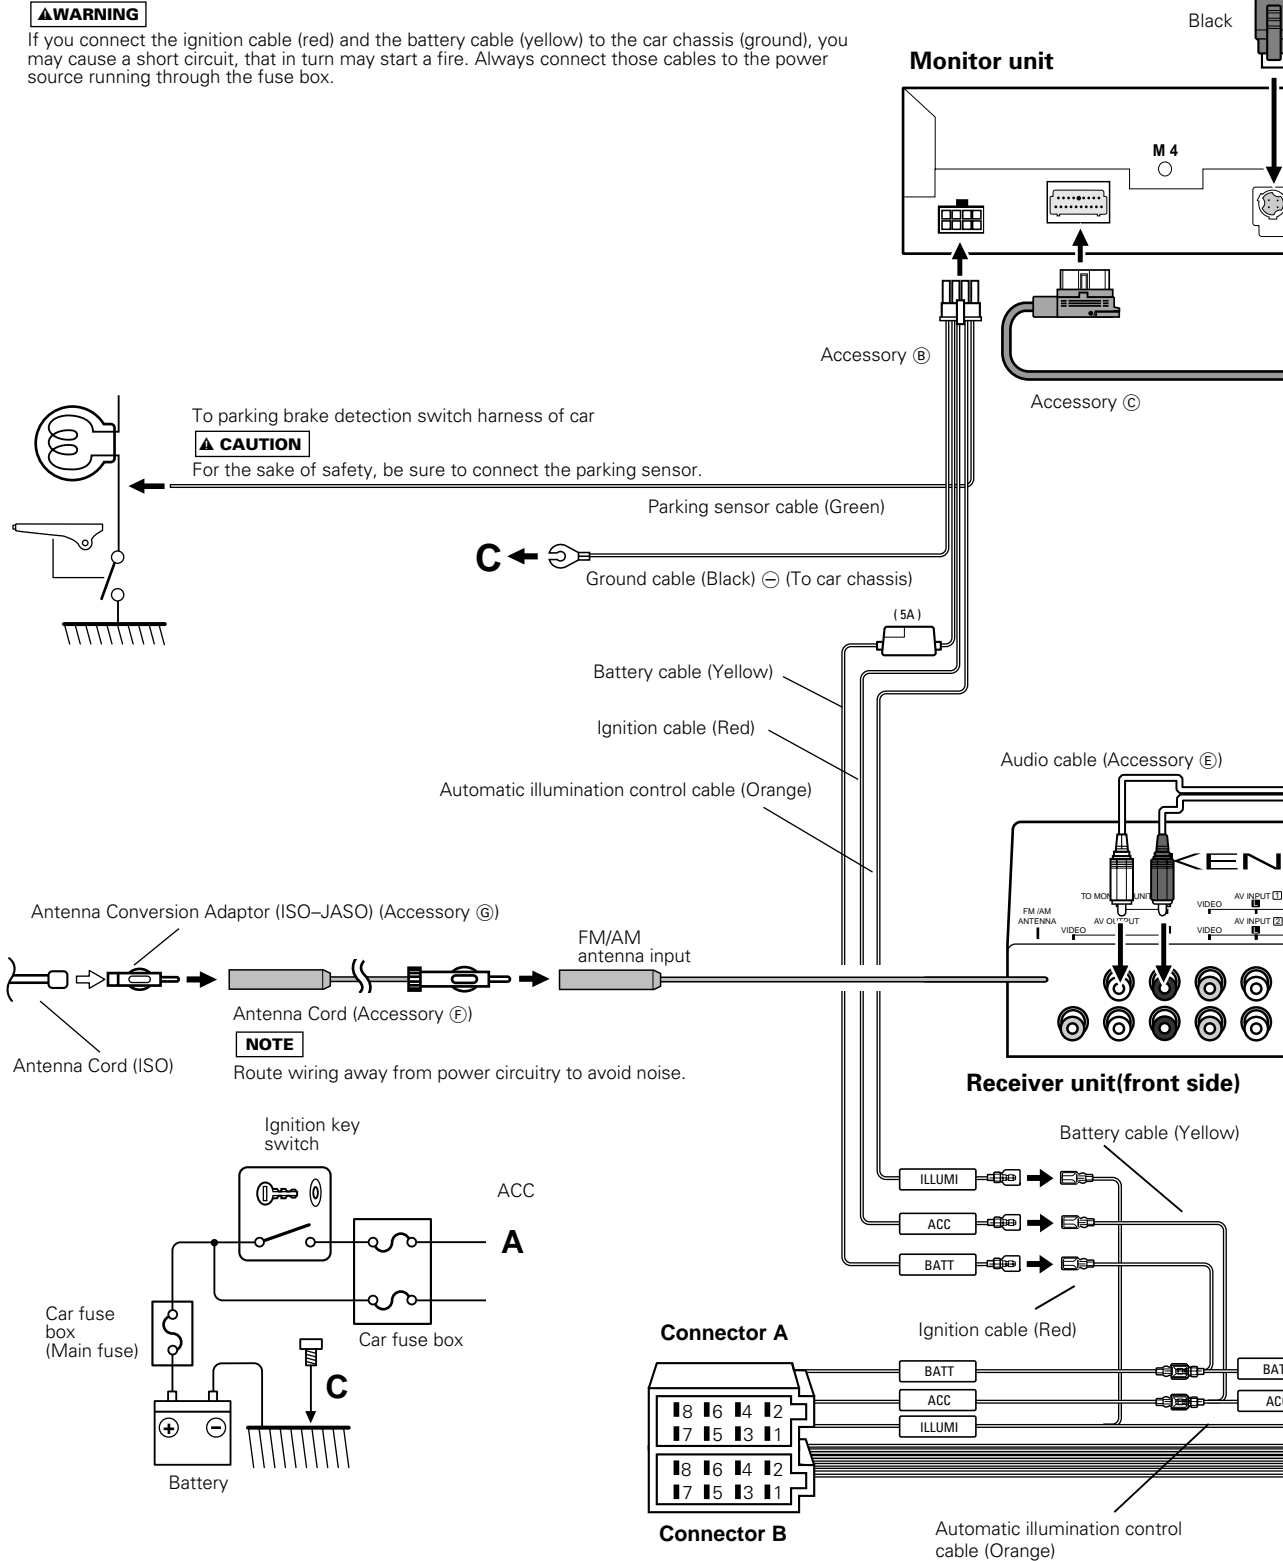 WARNING
If you connect the ignition cable (red) and the battery cable (yellow) to the car chassis (ground), you
may cause a short circuit, that in turn may start a fire. Always connect those cables to the power
source running through the fuse box.
Black
Monitor unit
M 4
Accessory Ⓑ
Accessory Ⓒ
To parking brake detection switch harness of car
CAUTION
For the sake of safety, be sure to connect the parking sensor.
Parking sensor cable (Green)
C
Ground cable (Black) ⊖ (To car chassis)
( 5A )
Battery cable (Yellow)
Ignition cable (Red)
Automatic illumination control cable (Orange)
Audio cable (Accessory Ⓔ)
KEN
FM /AM
ANTENNA
AV INPUT 1
VIDEO
L
VIDEO
VIDEO
AV INPUT 2
L
Antenna Conversion Adaptor (ISO–JASO) (Accessory Ⓖ)
FM/AM
antenna input
Antenna Cord (Accessory Ⓕ)
NOTE
Route wiring away from power circuitry to avoid noise.
Antenna Cord (ISO)
Receiver unit(front side)
Ignition key
switch
ACC
A
Car fuse
box
(Main fuse)
Car fuse box
C
+
−
Battery
Battery cable (Yellow)
ILLUMI
ACC
BATT
Ignition cable (Red)
Connector A
BATT
ACC
ILLUMI
BAT
AC
8 6 4 2
7 5 3 1
8 6 4 2
7 5 3 1
Connector B
Automatic illumination control
cable (Orange)